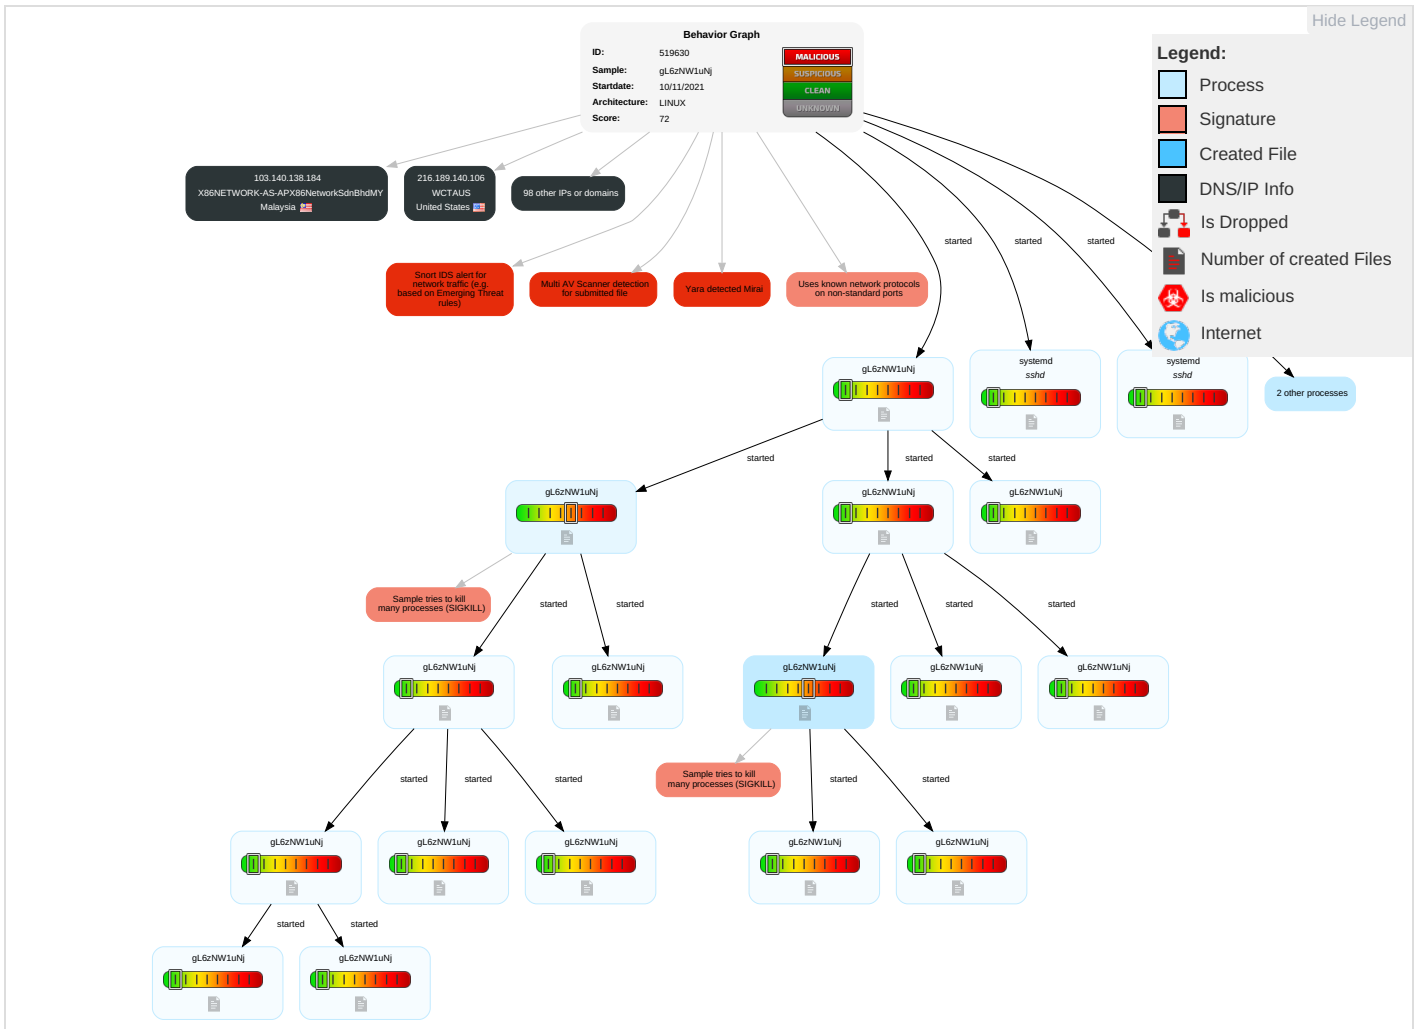 Hide Legend
Behavior Graph
ID: 519630
Sample: gL6zNW1uNj
Startdate: 10/11/2021
Architecture: LINUX
Score: 72
MALICIOUS
SUSPICIOUS
CLEAN
UNKNOWN
Legend:
Process
Signature
Created File
DNS/IP Info
Is Dropped
Number of created Files
Is malicious
Internet
103.140.138.184
X86NETWORK-AS-APX86NetworkSdnBhdMY
Malaysia
216.189.140.106
WCTAUS
United States
98 other IPs or domains
started
started
started
Snort IDS alert for
network traffic (e.g.
based on Emerging Threat
rules)
Multi AV Scanner detection
for submitted file
Yara detected Mirai
Uses known network protocols
on non-standard ports
gL6zNW1uNj
systemd
sshd
systemd
sshd
2 other processes
started
started
started
gL6zNW1uNj
gL6zNW1uNj
gL6zNW1uNj
Sample tries to kill
many processes (SIGKILL)
started
started
started
started
started
gL6zNW1uNj
gL6zNW1uNj
gL6zNW1uNj
gL6zNW1uNj
gL6zNW1uNj
Sample tries to kill
many processes (SIGKILL)
started
started
started
started
started
gL6zNW1uNj
gL6zNW1uNj
gL6zNW1uNj
gL6zNW1uNj
gL6zNW1uNj
started
started
gL6zNW1uNj
gL6zNW1uNj